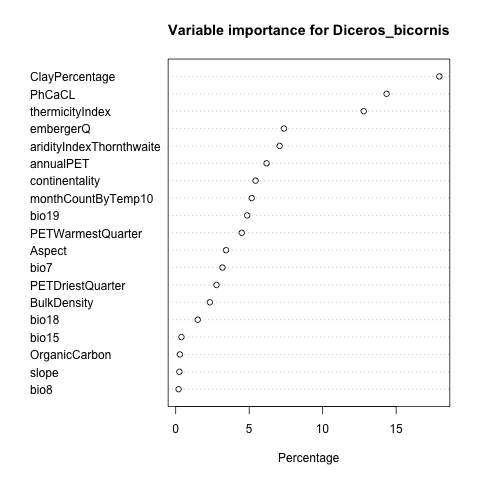 Variable importance for Diceros_bicornis
ClayPercentage
PhCaCL
thermicityIndex
embergerQ
aridityIndexThornthwaite
annualPET
continentality
monthCountByTemp10
bio19
PETWarmestQuarter
Aspect
bio7
PETDriestQuarter
BulkDensity
bio18
bio15
OrganicCarbon
slope
bio8
0 5 10 15
Percentage